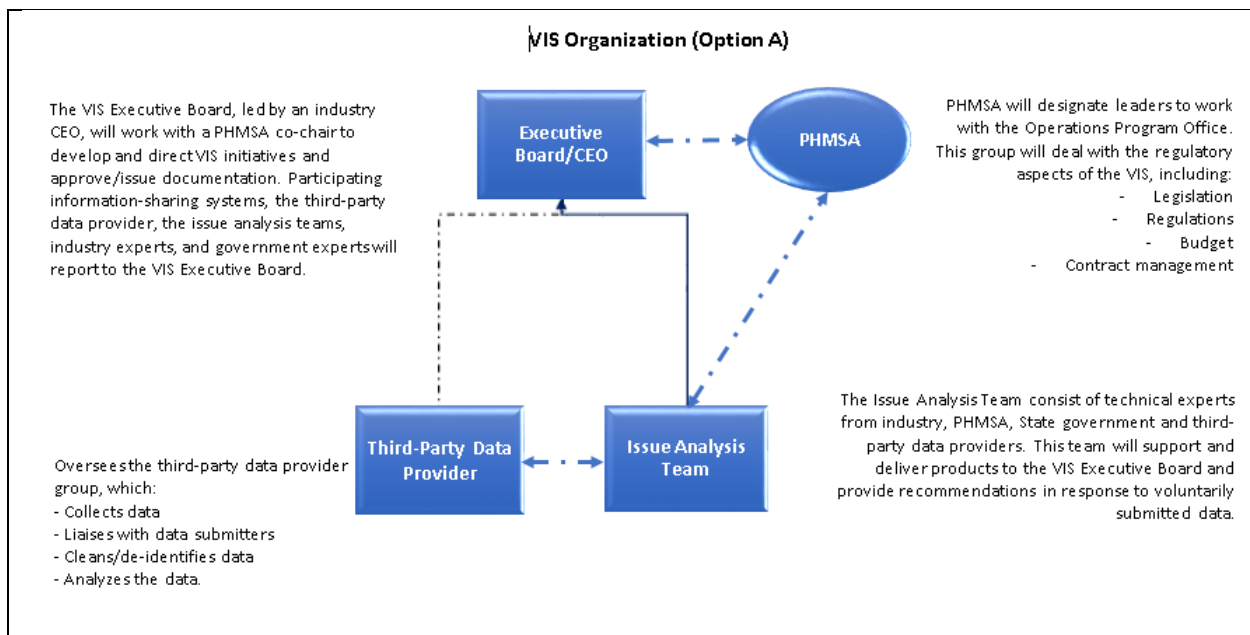 VIS Organization (Option A)
The VIS Executive Board, led by an industry
CEO, will work with a PHMSA co-chair to
develop and direct VIS initiatives and
approve/issue documentation. Participating
information-sharing systems, the third-party
data provider, the issue analysis teams,
industry experts, and government experts will
report to the VIS Executive Board.
Executive
Board/CEO
PHMSA
PHMSA will designate leaders to work
with the Operations Program Office.
This group will deal with the regulatory
aspects of the VIS, including:
- Legislation
- Regulations
- Budget
- Contract management
Third-Party Data
Provider
Issue Analysis
Team
Oversees the third-party data provider
group, which:
- Collects data
- Liaises with data submitters
- Cleans/de-identifies data
- Analyzes the data.
The Issue Analysis Team consist of technical experts
from industry, PHMSA, State government and third-
party data providers. This team will support and
deliver products to the VIS Executive Board and
provide recommendations in response to voluntarily
submitted data.